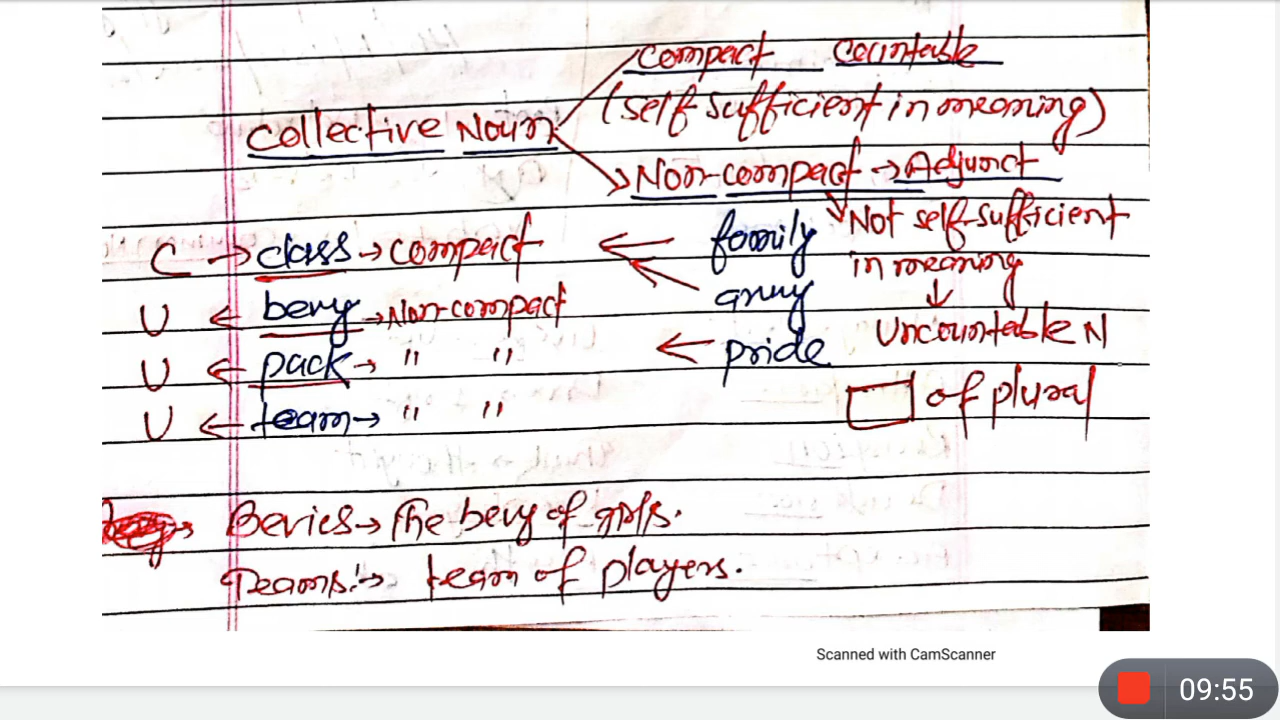 compact countable
(self sufficient in meaning)
Collective Noun
Non-compact → Adjunct
Not self-sufficient
in meaning
↓
Uncountable N
C → class → compact ← family
U ← bevy → Non-compact army
U ← pack → " " ← pride
U ← team → " "
▭ of plural
Bevies → The bevy of girls.
Teams :→ team of players.
Scanned with CamScanner
09:55